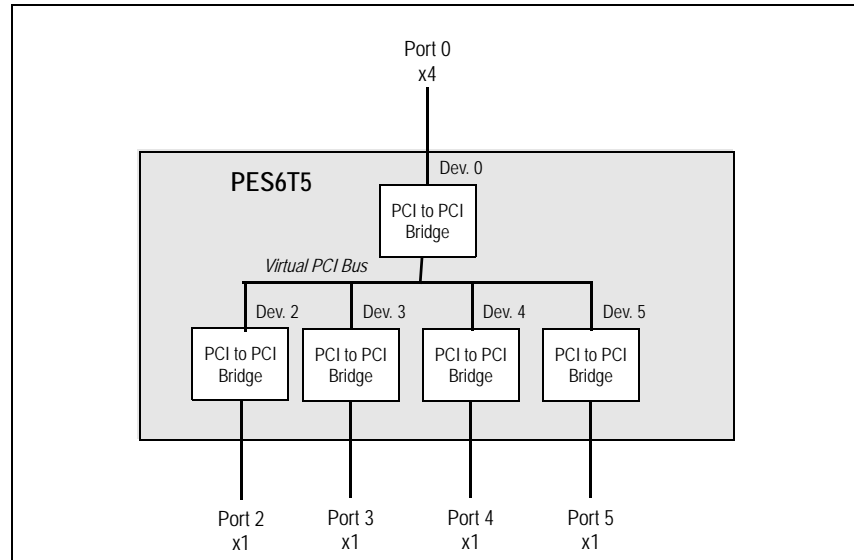 Port 0
x4
PES6T5
Dev. 0
PCI to PCI
Bridge
Virtual PCI Bus
Dev. 2
Dev. 3
Dev. 4
Dev. 5
PCI to PCI
Bridge
PCI to PCI
Bridge
PCI to PCI
Bridge
PCI to PCI
Bridge
Port 2
x1
Port 3
x1
Port 4
x1
Port 5
x1